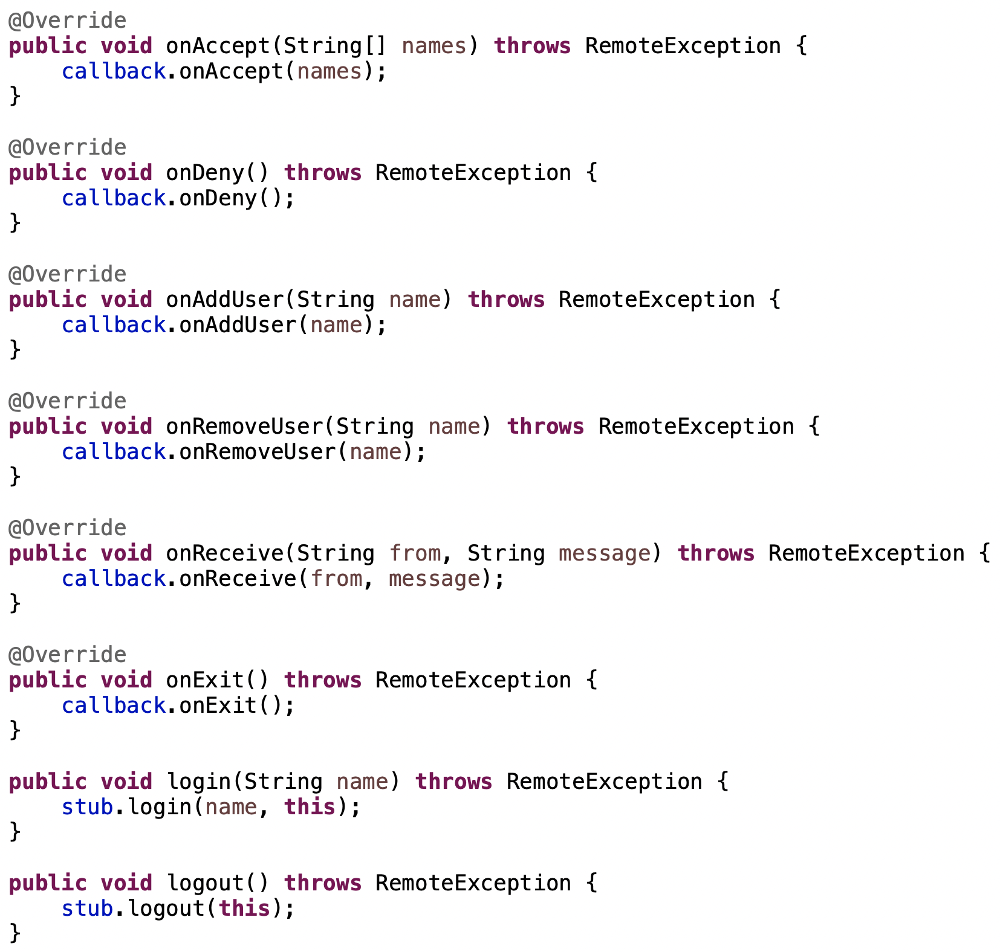 @Override
public void onAccept(String[] names) throws RemoteException {
    callback.onAccept(names);
}

@Override
public void onDeny() throws RemoteException {
    callback.onDeny();
}

@Override
public void onAddUser(String name) throws RemoteException {
    callback.onAddUser(name);
}

@Override
public void onRemoveUser(String name) throws RemoteException {
    callback.onRemoveUser(name);
}

@Override
public void onReceive(String from, String message) throws RemoteException {
    callback.onReceive(from, message);
}

@Override
public void onExit() throws RemoteException {
    callback.onExit();
}

public void login(String name) throws RemoteException {
    stub.login(name, this);
}

public void logout() throws RemoteException {
    stub.logout(this);
}